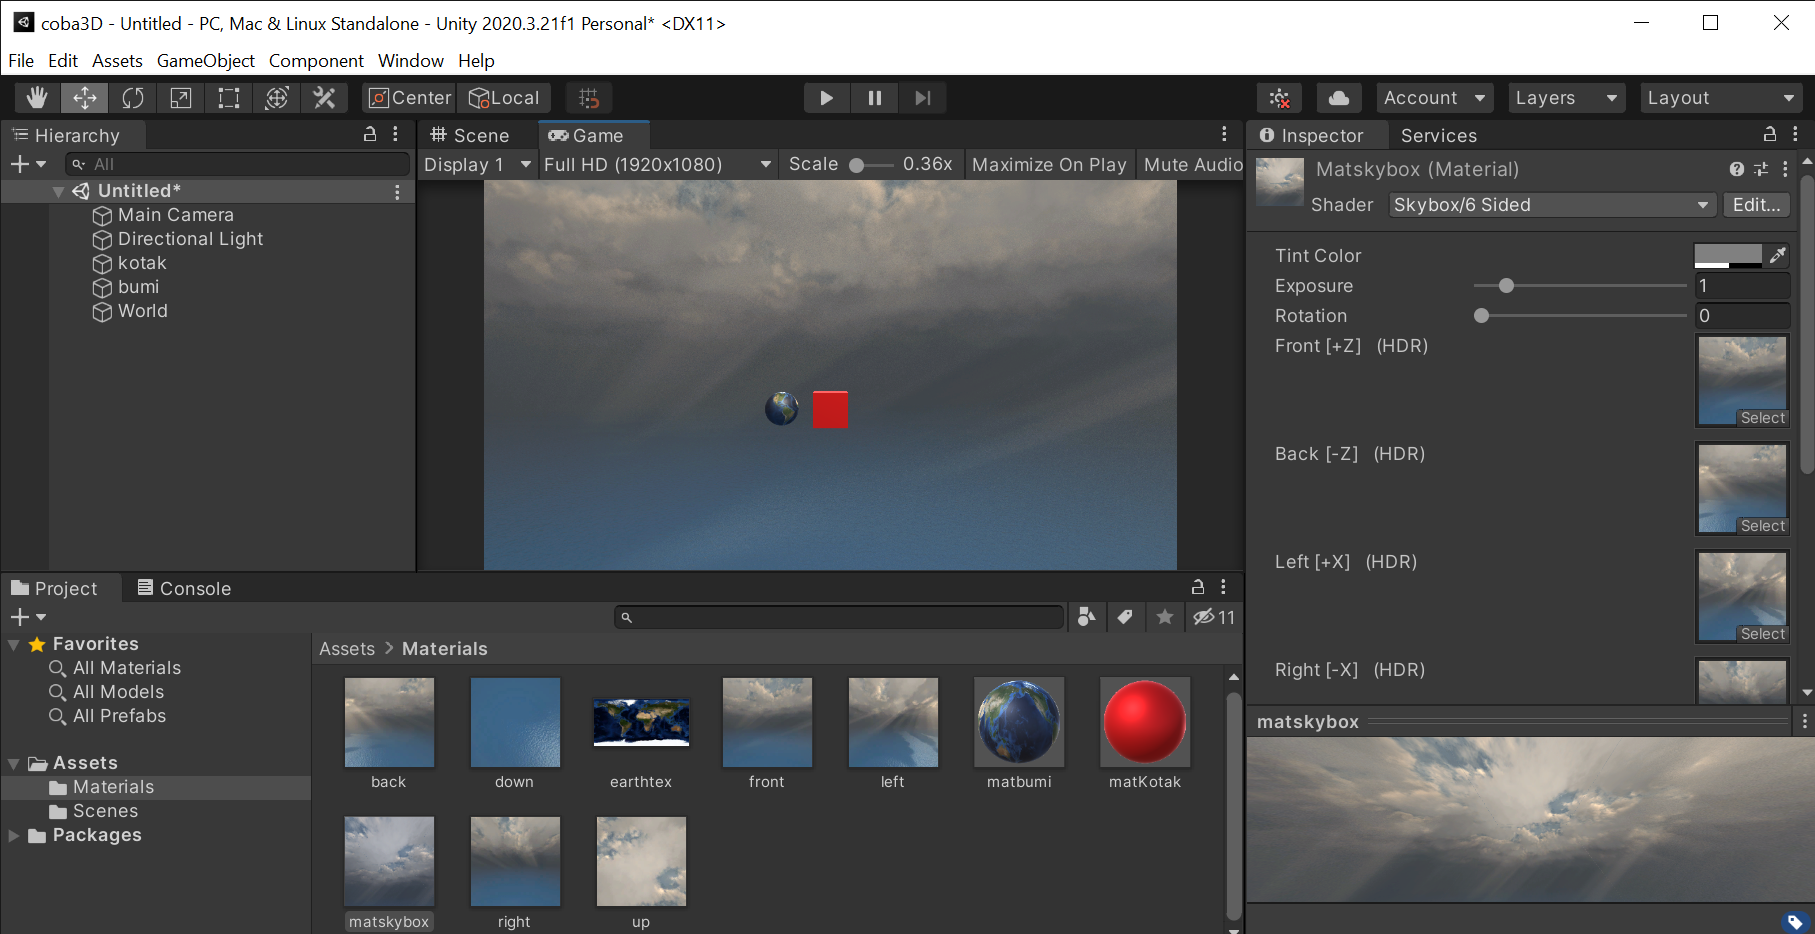 coba3D - Untitled - PC, Mac & Linux Standalone - Unity 2020.3.21f1 Personal* <DX11>
File Edit Assets GameObject Component Window Help
Center Local Account Layers Layout
Hierarchy
All
Untitled*
Main Camera
Directional Light
kotak
bumi
World
Scene Game
Display 1 Full HD (1920x1080) Scale 0.36x Maximize On Play Mute Audio
Inspector Services
Matskybox (Material)
Shader Skybox/6 Sided Edit...
Tint Color
Exposure 1
Rotation 0
Front [+Z] (HDR)
Select
Back [-Z] (HDR)
Select
Left [+X] (HDR)
Select
Right [-X] (HDR)
matskybox
Project Console
11
Favorites
All Materials
All Models
All Prefabs
Assets
Materials
Scenes
Packages
Assets > Materials
back down earthtex front left matbumi matKotak
matskybox right up